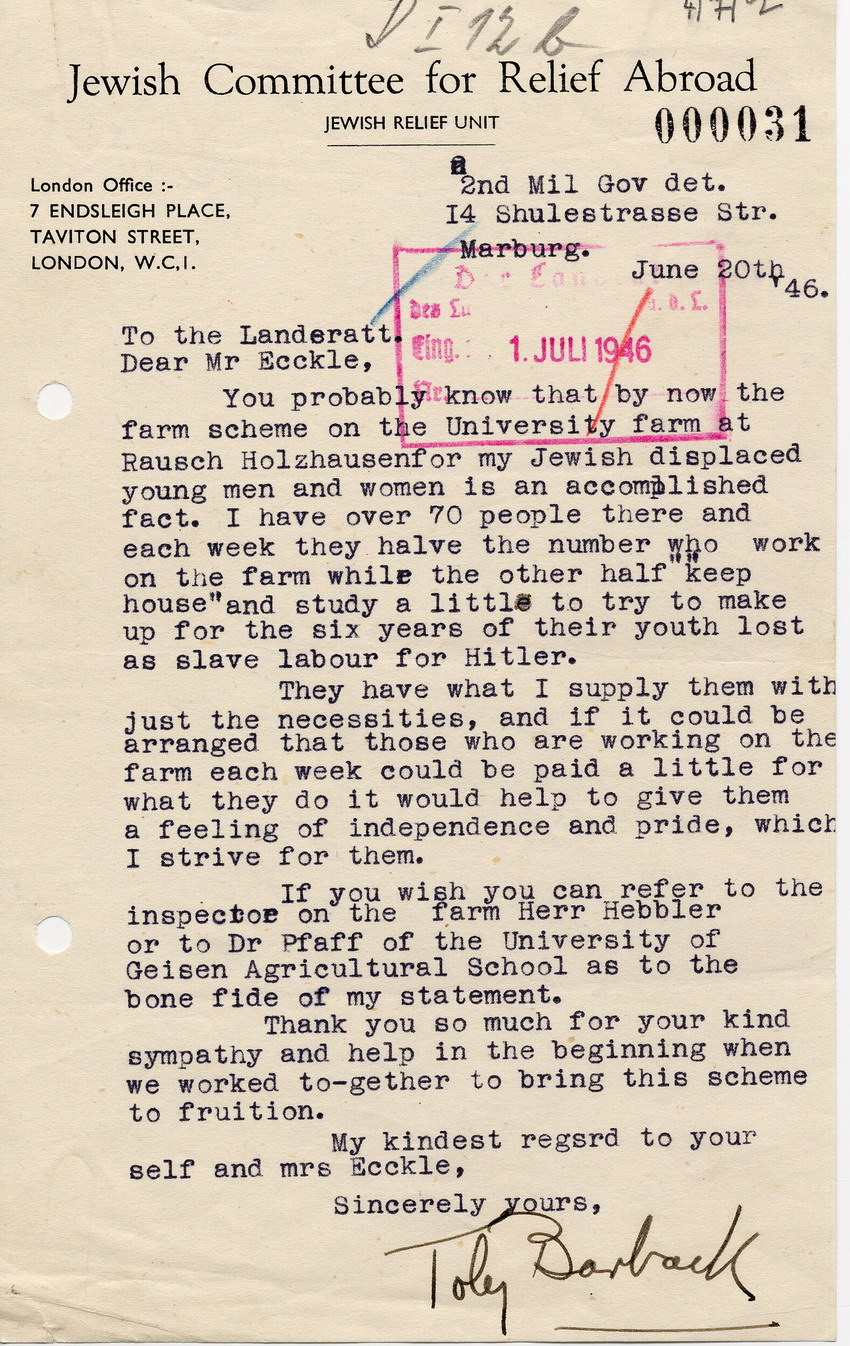 D I 12 b
Jewish Committee for Relief Abroad
JEWISH RELIEF UNIT
000031
London Office :-
7 ENDSLEIGH PLACE,
TAVITON STREET,
LONDON, W.C,1.
2nd Mil Gov det.
I4 Shulestrasse Str.
Marburg.
June 20th '46.
des
Eing.
1. JULI 1946
Nr.
To the Landeratt.
Dear Mr Ecckle,
You probably know that by now the
farm scheme on the University farm at
Rausch Holzhausenfor my Jewish displaced
young men and women is an accomplished
fact. I have over 70 people there and
each week they halve the number who work
on the farm while the other half "keep
house" and study a little to try to make
up for the six years of their youth lost
as slave labour for Hitler.
They have what I supply them with
just the necessities, and if it could be
arranged that those who are working on the
farm each week could be paid a little for
what they do it would help to give them
a feeling of independence and pride, which
I strive for them.
If you wish you can refer to the
inspector on the farm Herr Hebbler
or to Dr Pfaff of the University of
Geisen Agricultural School as to the
bone fide of my statement.
Thank you so much for your kind
sympathy and help in the beginning when
we worked to-gether to bring this scheme
to fruition.
My kindest regsrd to your
self and mrs Ecckle,
Sincerely yours,
Toby Barback